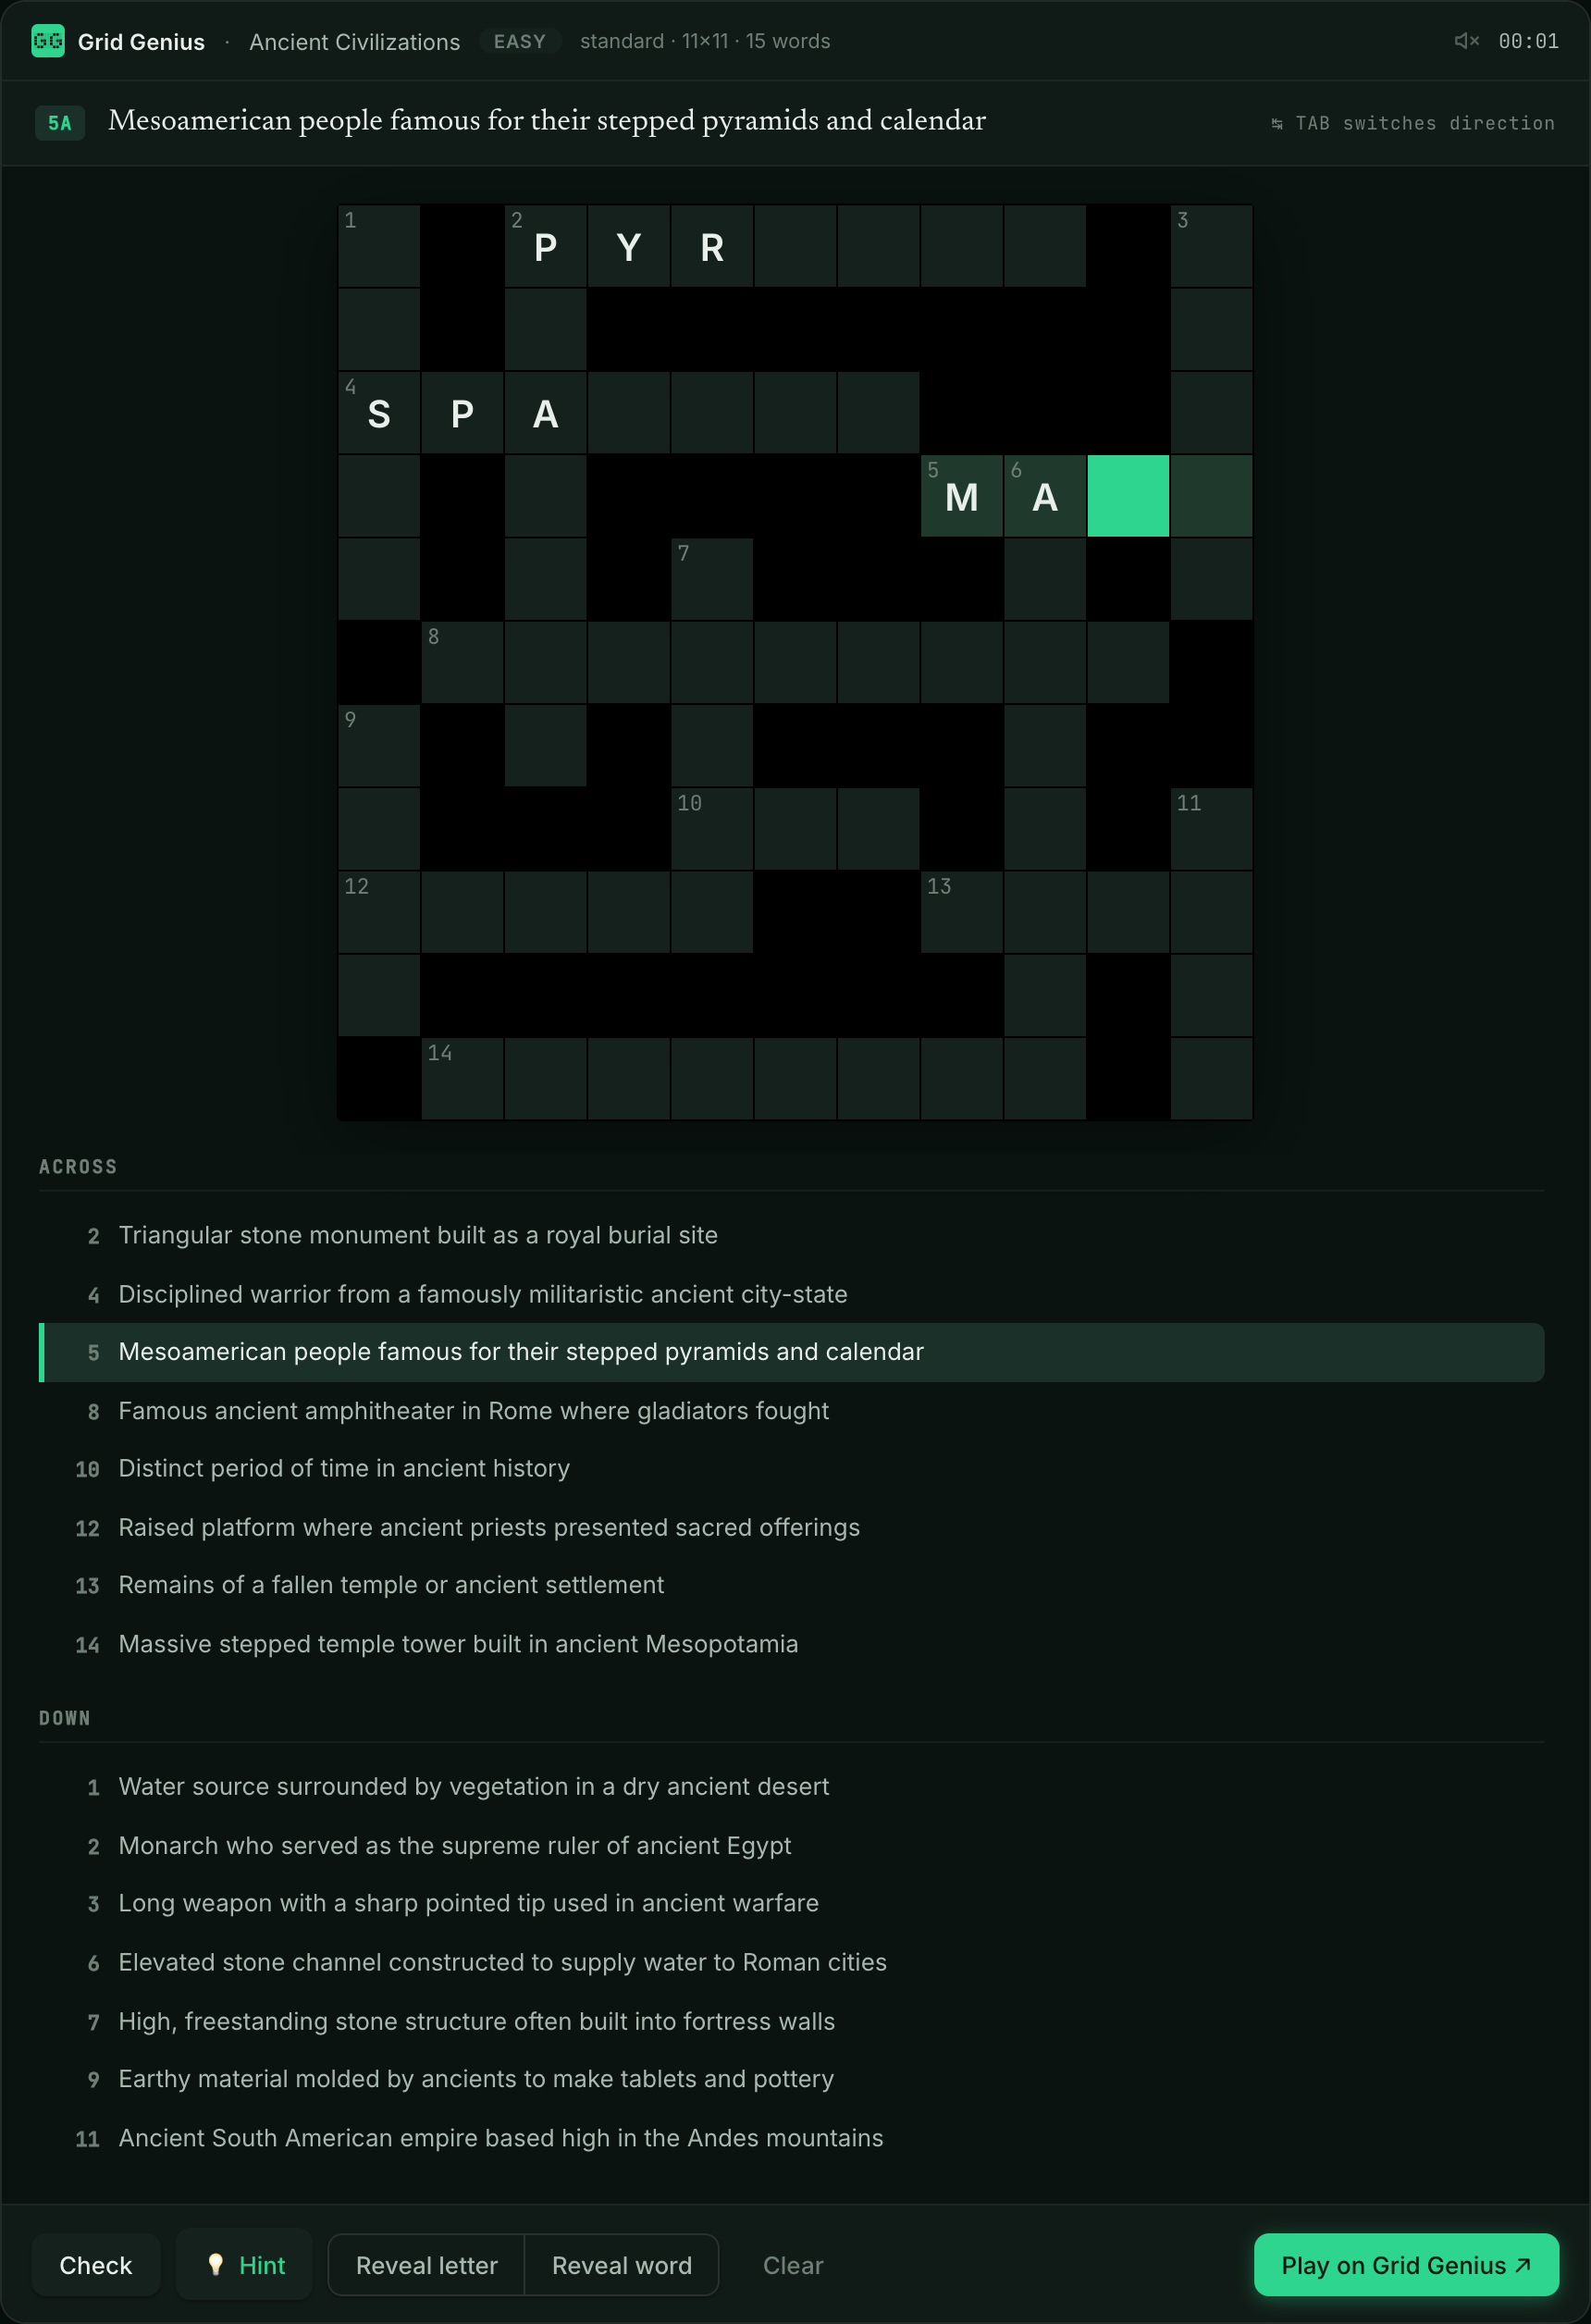 GG Grid Genius · Ancient Civilizations EASY standard · 11×11 · 15 words 00:01
5A Mesoamerican people famous for their stepped pyramids and calendar ↹ TAB switches direction
1 2 P Y R 3
4 S P A
5 M 6 A
7
8
9
10 11
12 13
14
ACROSS
2 Triangular stone monument built as a royal burial site
4 Disciplined warrior from a famously militaristic ancient city-state
5 Mesoamerican people famous for their stepped pyramids and calendar
8 Famous ancient amphitheater in Rome where gladiators fought
10 Distinct period of time in ancient history
12 Raised platform where ancient priests presented sacred offerings
13 Remains of a fallen temple or ancient settlement
14 Massive stepped temple tower built in ancient Mesopotamia
DOWN
1 Water source surrounded by vegetation in a dry ancient desert
2 Monarch who served as the supreme ruler of ancient Egypt
3 Long weapon with a sharp pointed tip used in ancient warfare
6 Elevated stone channel constructed to supply water to Roman cities
7 High, freestanding stone structure often built into fortress walls
9 Earthy material molded by ancients to make tablets and pottery
11 Ancient South American empire based high in the Andes mountains
Check Hint Reveal letter Reveal word Clear Play on Grid Genius ↗